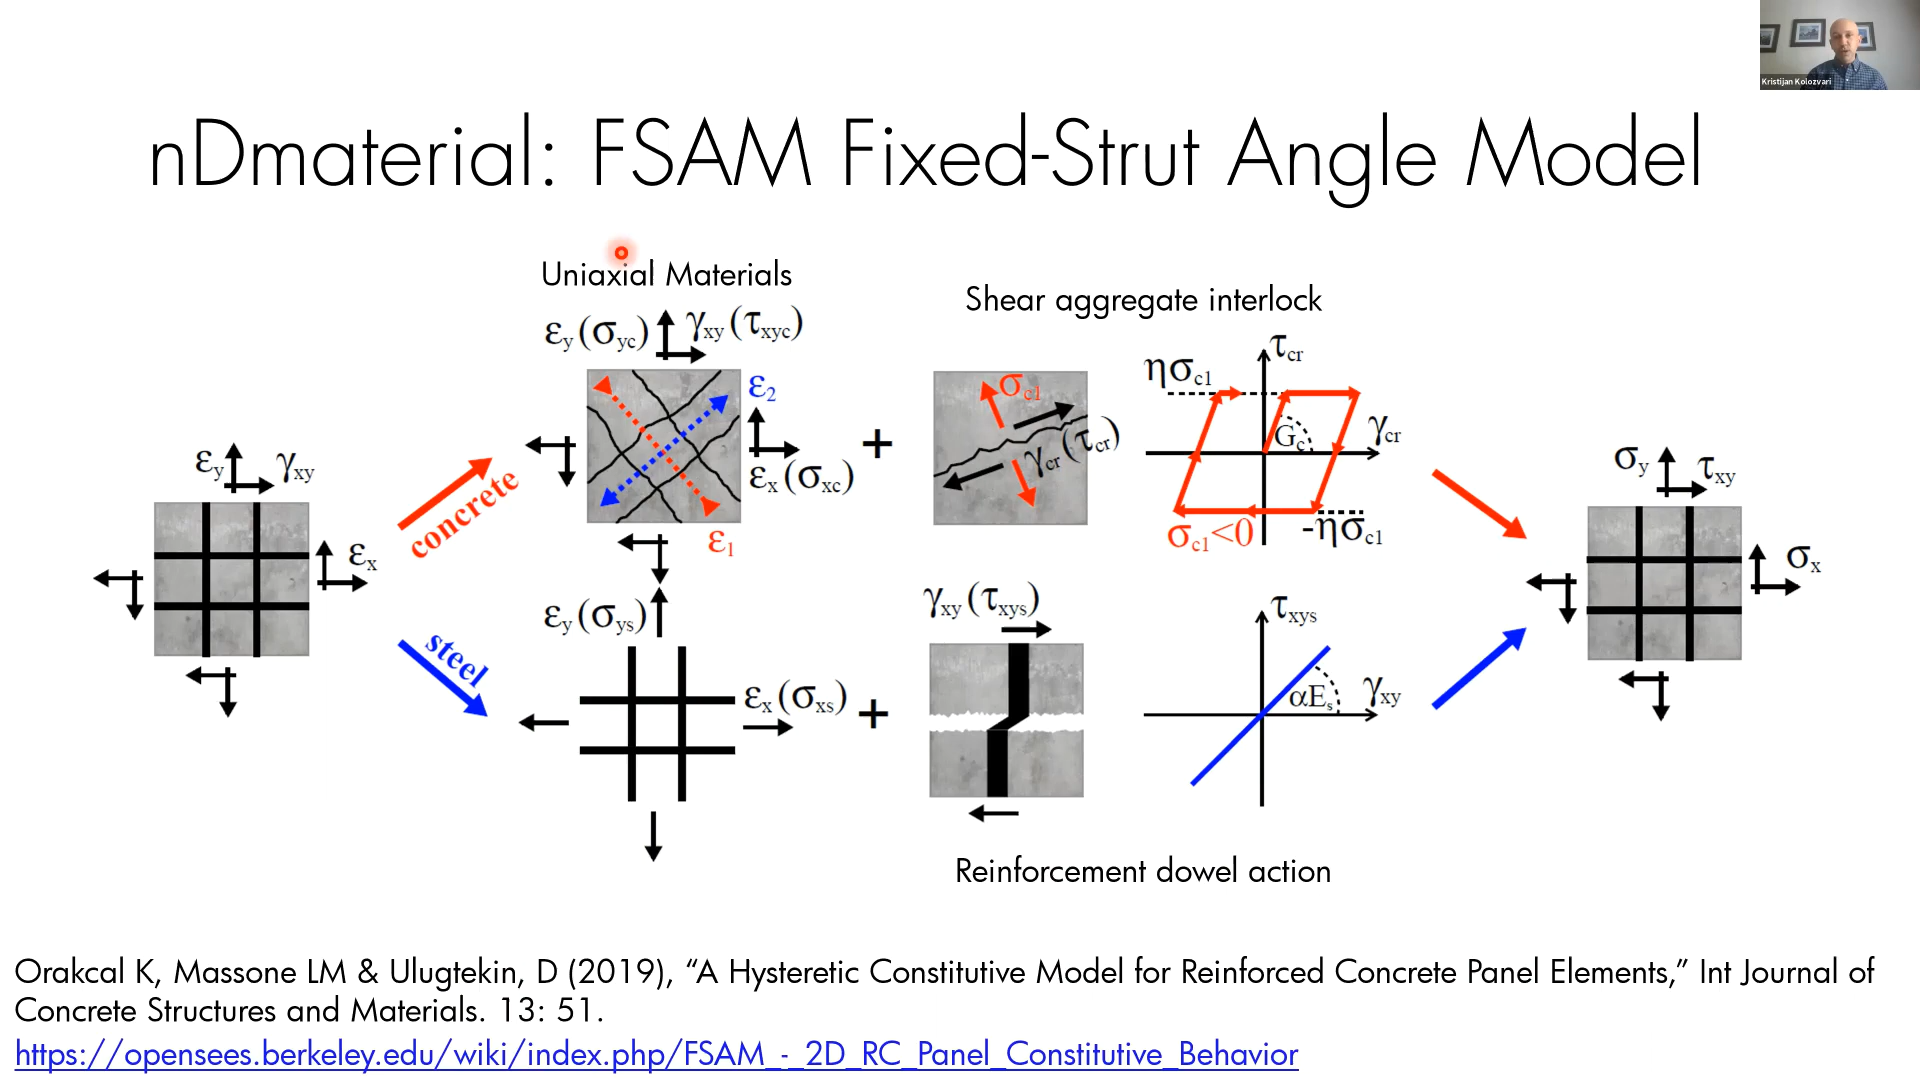 Kristijan Kolozvari
nDmaterial: FSAM Fixed-Strut Angle Model
Uniaxial Materials
Shear aggregate interlock
εy(σyc)
γxy(τxyc)
ε2
εx(σxc)
ε1
+
σc1
γcr(τcr)
τcr
ησc1
Gc
γcr
σc1<0
-ησc1
εy
γxy
εx
concrete
steel
εy(σys)
εx(σxs)
+
γxy(τxys)
τxys
αEs
γxy
σy
τxy
σx
Reinforcement dowel action
Orakcal K, Massone LM & Ulugtekin, D (2019), “A Hysteretic Constitutive Model for Reinforced Concrete Panel Elements,” Int Journal of
Concrete Structures and Materials. 13: 51.
https://opensees.berkeley.edu/wiki/index.php/FSAM_-_2D_RC_Panel_Constitutive_Behavior